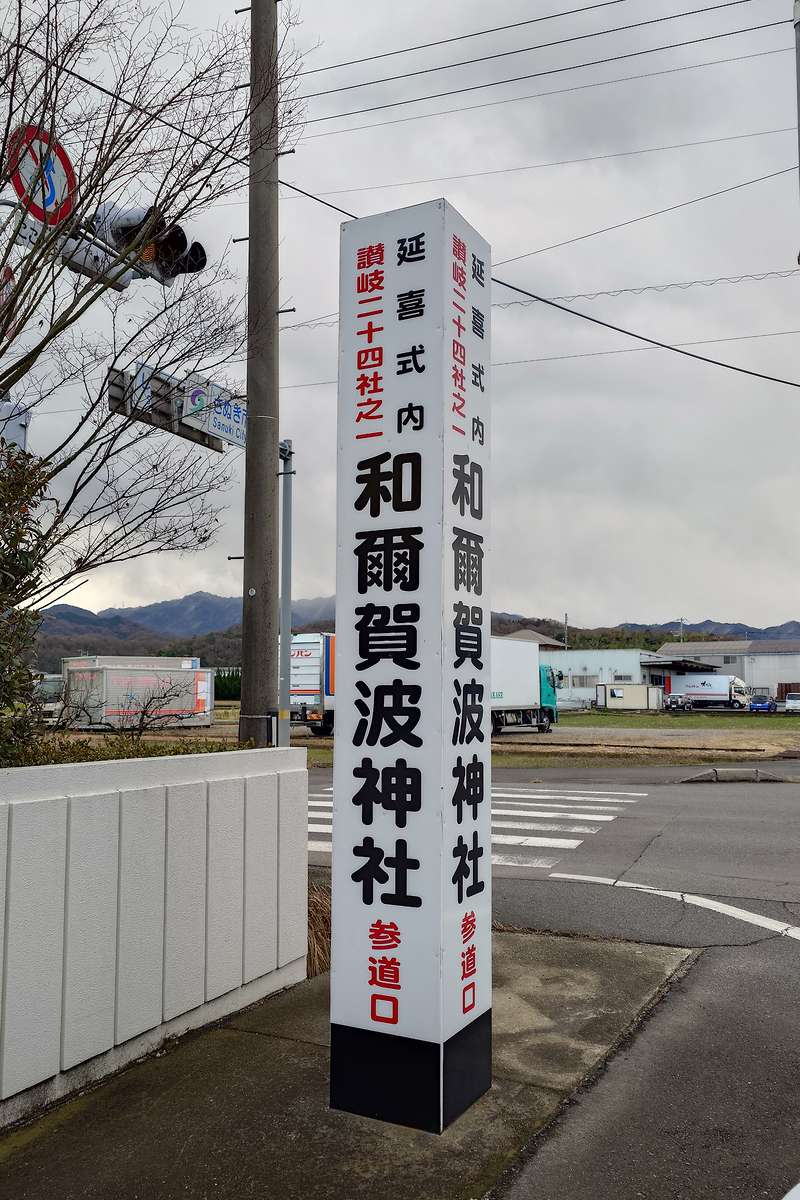 延喜式内
讃岐二十四社之一
和爾賀波神社
参道口
延喜式内
讃岐二十四社之一
和爾賀波神社
参道口
さぬき市
Sanuki City